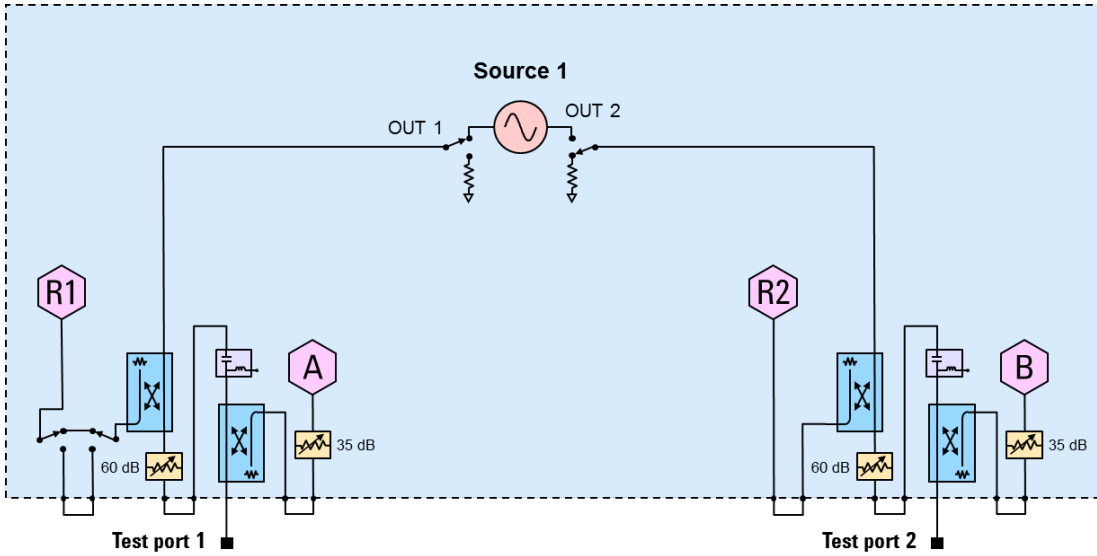 Source 1
OUT 1
OUT 2
R1
R2
A
B
35 dB
35 dB
60 dB
60 dB
Test port 1
Test port 2